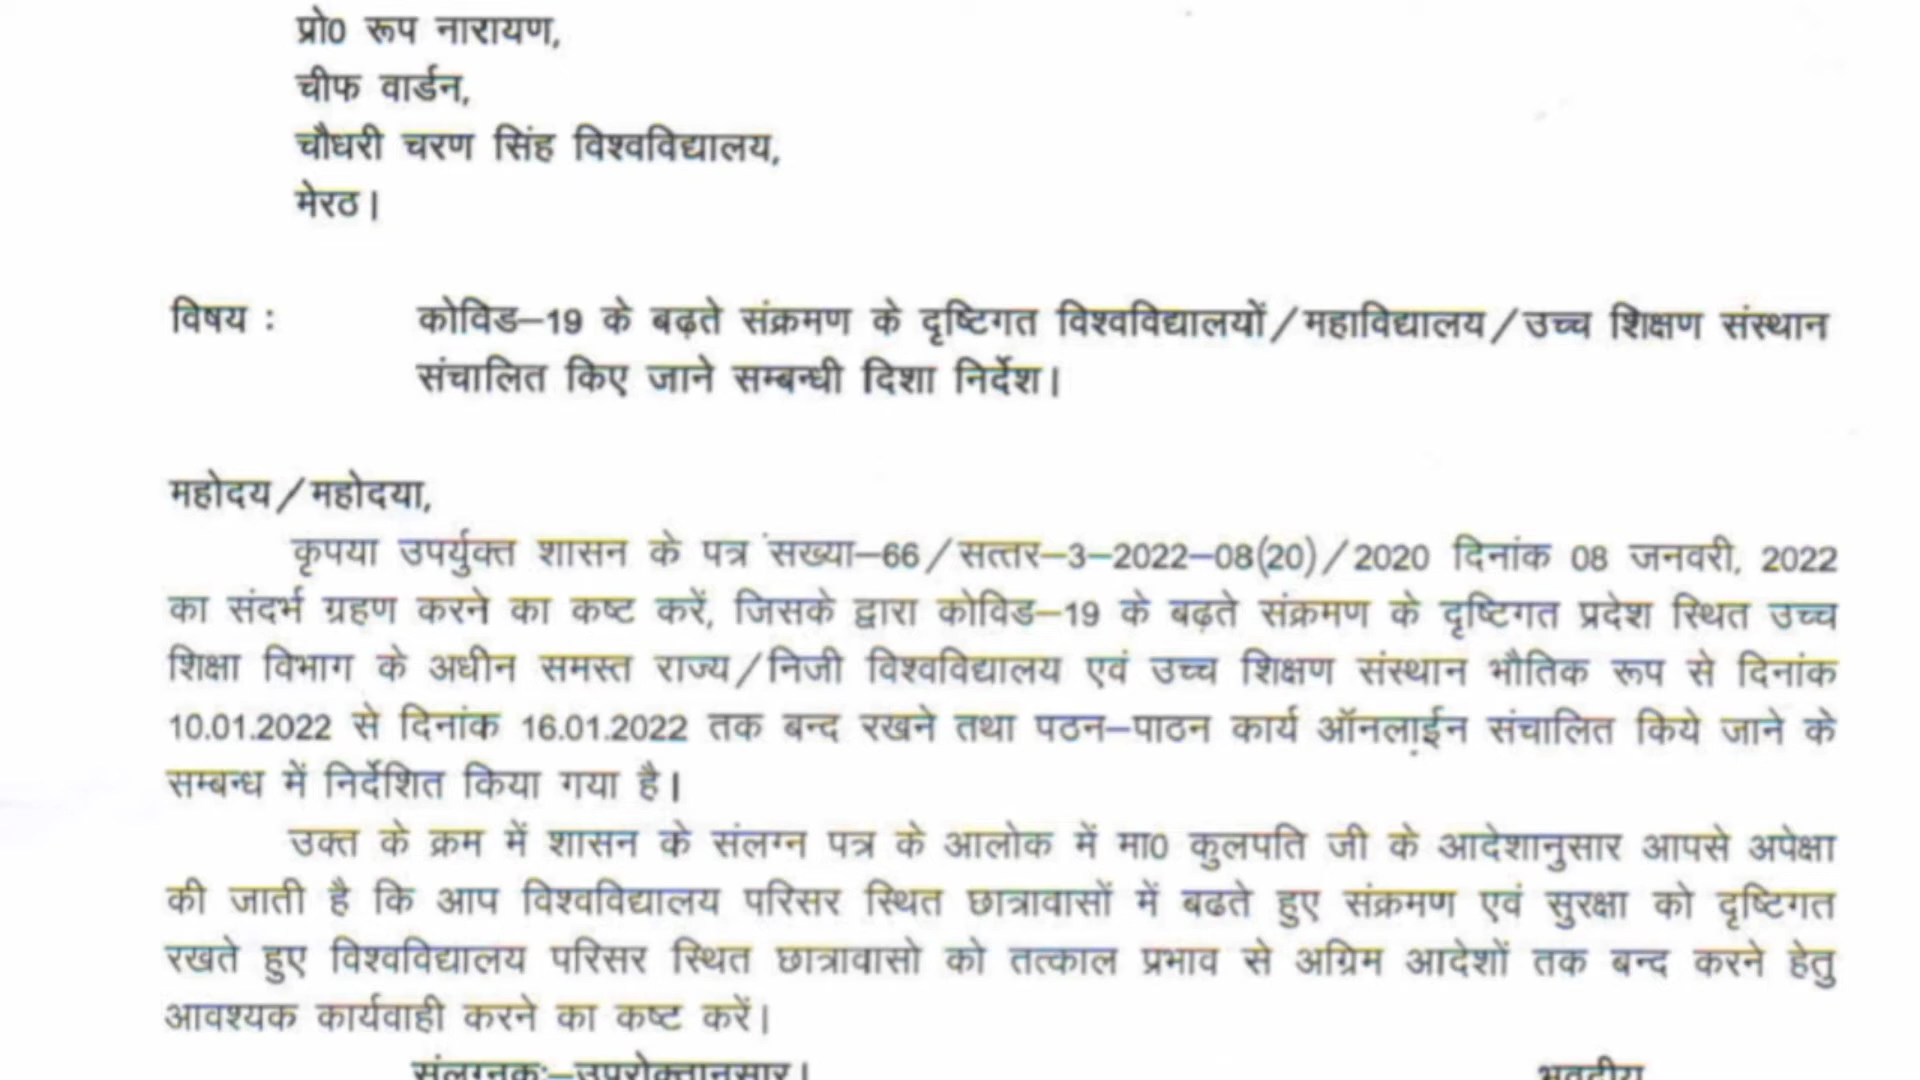 प्रो0 रूप नारायण,
चीफ वार्डन,
चौधरी चरण सिंह विश्वविद्यालय,
मेरठ।
विषय : कोविड–19 के बढ़ते संक्रमण के दृष्टिगत विश्वविद्यालयों/महाविद्यालय/उच्च शिक्षण संस्थान
संचालित किए जाने सम्बन्धी दिशा निर्देश।
महोदय/महोदया,
कृपया उपर्युक्त शासन के पत्र सख्या–66/सत्तर–3–2022–08(20)/2020 दिनांक 08 जनवरी, 2022
का संदर्भ ग्रहण करने का कष्ट करें, जिसके द्वारा कोविड–19 के बढ़ते संक्रमण के दृष्टिगत प्रदेश स्थित उच्च
शिक्षा विभाग के अधीन समस्त राज्य/निजी विश्वविद्यालय एवं उच्च शिक्षण संस्थान भौतिक रूप से दिनांक
10.01.2022 से दिनांक 16.01.2022 तक बन्द रखने तथा पठन–पाठन कार्य ऑनलाईन संचालित किये जाने के
सम्बन्ध में निर्देशित किया गया है।
उक्त के क्रम में शासन के संलग्न पत्र के आलोक में मा0 कुलपति जी के आदेशानुसार आपसे अपेक्षा
की जाती है कि आप विश्वविद्यालय परिसर स्थित छात्रावासों में बढते हुए संक्रमण एवं सुरक्षा को दृष्टिगत
रखते हुए विश्वविद्यालय परिसर स्थित छात्रावासो को तत्काल प्रभाव से अग्रिम आदेशों तक बन्द करने हेतु
आवश्यक कार्यवाही करने का कष्ट करें।
संलग्नकः–उपरोक्तानुसार। भवदीय